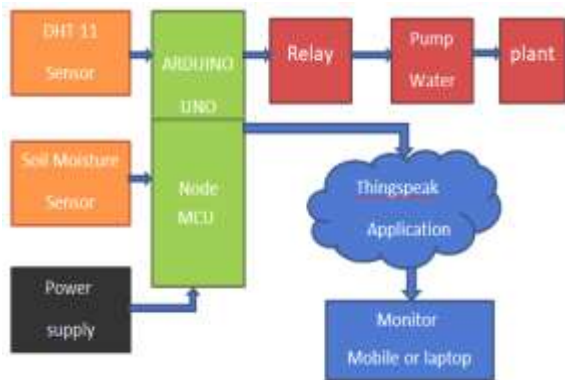 DHT 11
Sensor
ARDUINO
UNO
Relay
Pump
Water
plant
Soil Moisture
Sensor
Node
MCU
Thingspeak
Application
Power
supply
Monitor
Mobile or laptop